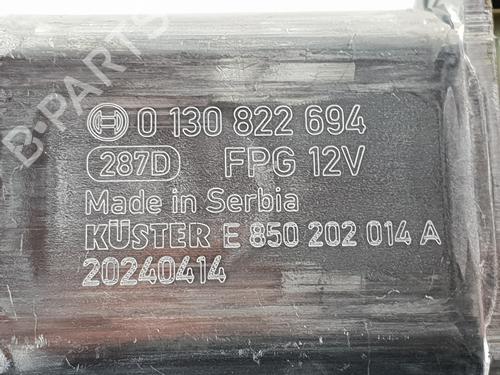 0 130 822 694
287D FPG 12V
Made in Serbia
KÜSTER E 850 202 014 A
20240414
B-PARTS